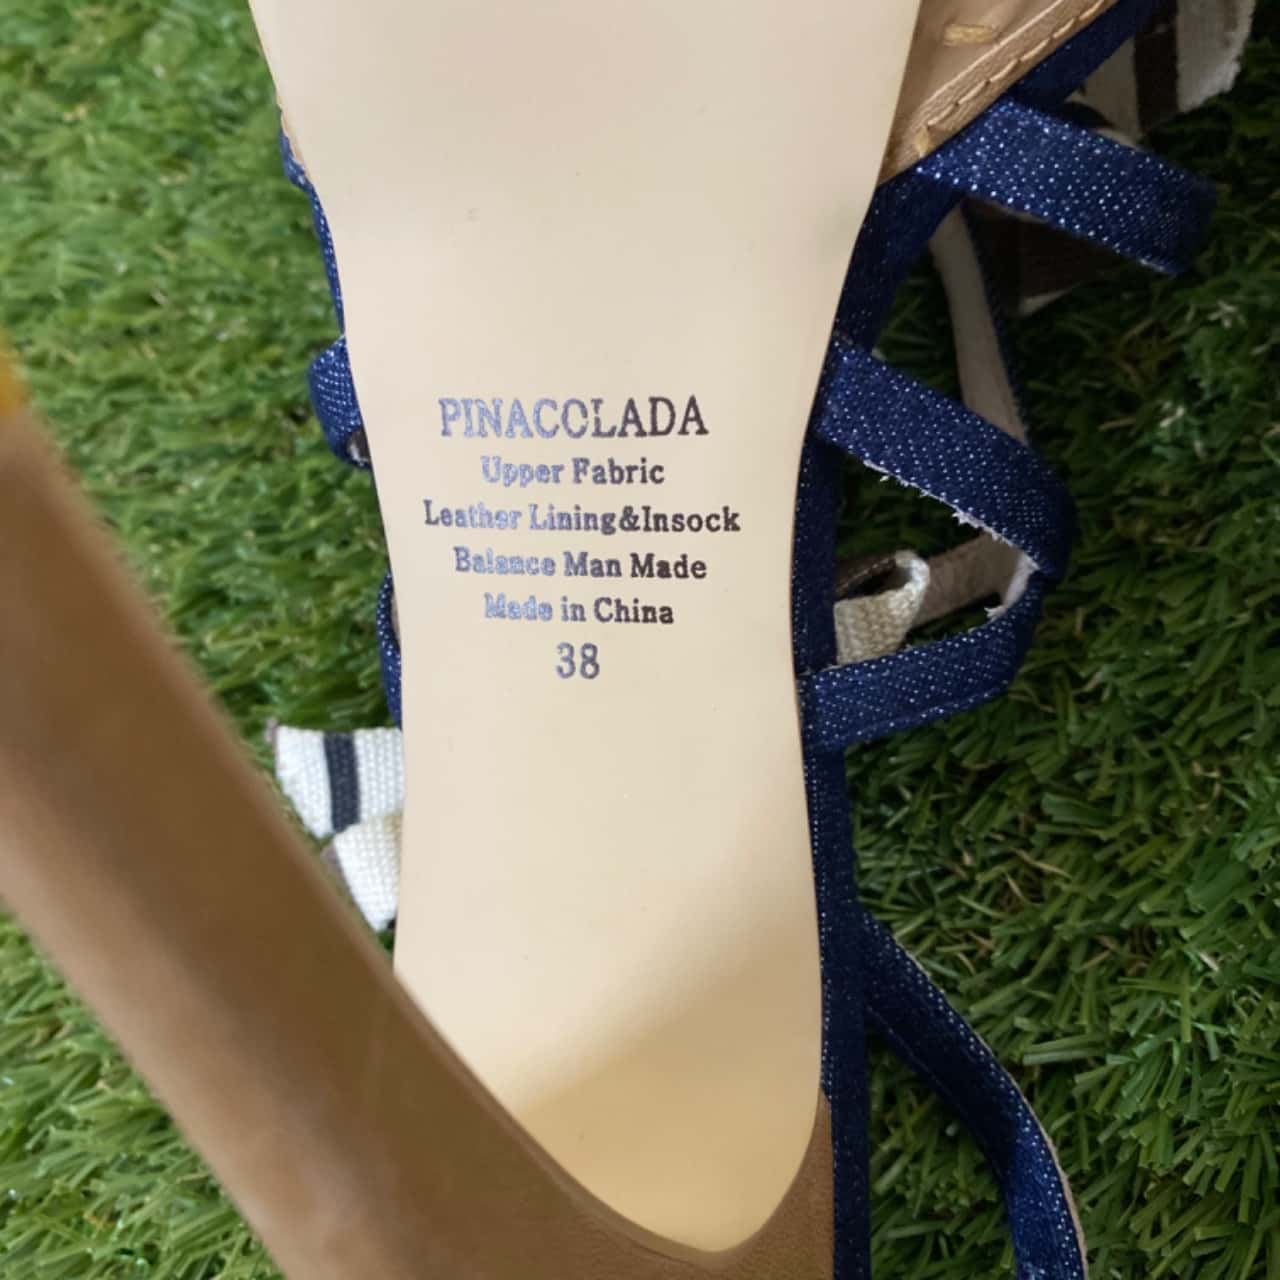 PINACOLADA
Upper Fabric
Leather Lining&Insock
Balance Man Made
Made in China
38